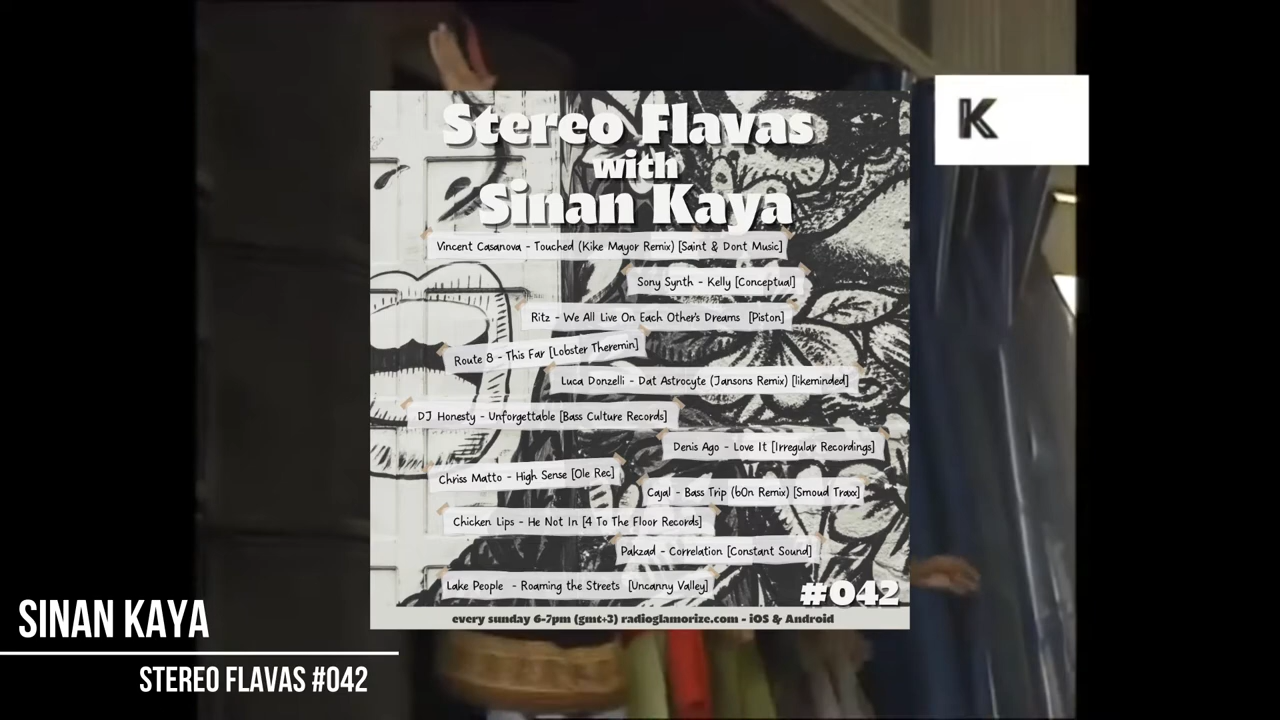 Stereo Flavas
with
Sinan Kaya
K
Vincent Casanova - Touched (Kike Mayor Remix) [Saint & Dont Music]
Sony Synth - Kelly [Conceptual]
Ritz - We All Live On Each Other's Dreams [Piston]
Route 8 - This Far [Lobster Theremin]
Luca Donzelli - Dat Astrocyte (Jansons Remix) [likeminded]
DJ Honesty - Unforgettable [Bass Culture Records]
Denis Ago - Love It [Irregular Recordings]
Chriss Matto - High Sense [Ole Rec]
Cajal - Bass Trip (b0n Remix) [Smoud Traxx]
Chicken Lips - He Not In [4 To The Floor Records]
Pakzad - Correlation [Constant Sound]
Lake People - Roaming the Streets [Uncanny Valley]
#042
every sunday 6-7pm (gmt+3) radioglamorize.com - iOS & Android
SINAN KAYA
STEREO FLAVAS #042